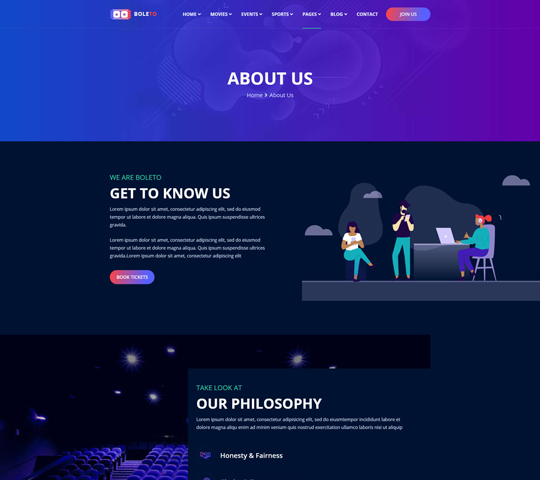 BOLETO
HOME MOVIES EVENTS SPORTS PAGES BLOG CONTACT JOIN US
ABOUT US
Home > About Us
WE ARE BOLETO
GET TO KNOW US
Lorem ipsum dolor sit amet, consectetur adipiscing elit, sed do eiusmod
tempor ut labore et dolore magna aliqua. Quis ipsum suspendisse ultrices
gravida.
Lorem ipsum dolor sit amet, consectetur adipiscing elit, sed do eiusmod
tempor ut labore et dolore magna aliqua. Quis ipsum suspendisse ultrices
gravida.Lorem ipsum dolor sit amet, consectetur adipiscing elit
BOOK TICKETS
TAKE LOOK AT
OUR PHILOSOPHY
Lorem ipsum dolor sit amet, consectetur adipiscing elit, sed do eiusmtempor incididunt labore et
dolore magna aliqu enim ad minim veniam quis nostrud exercitation ullamco laboris nisi ut aliquip
Honesty & Fairness